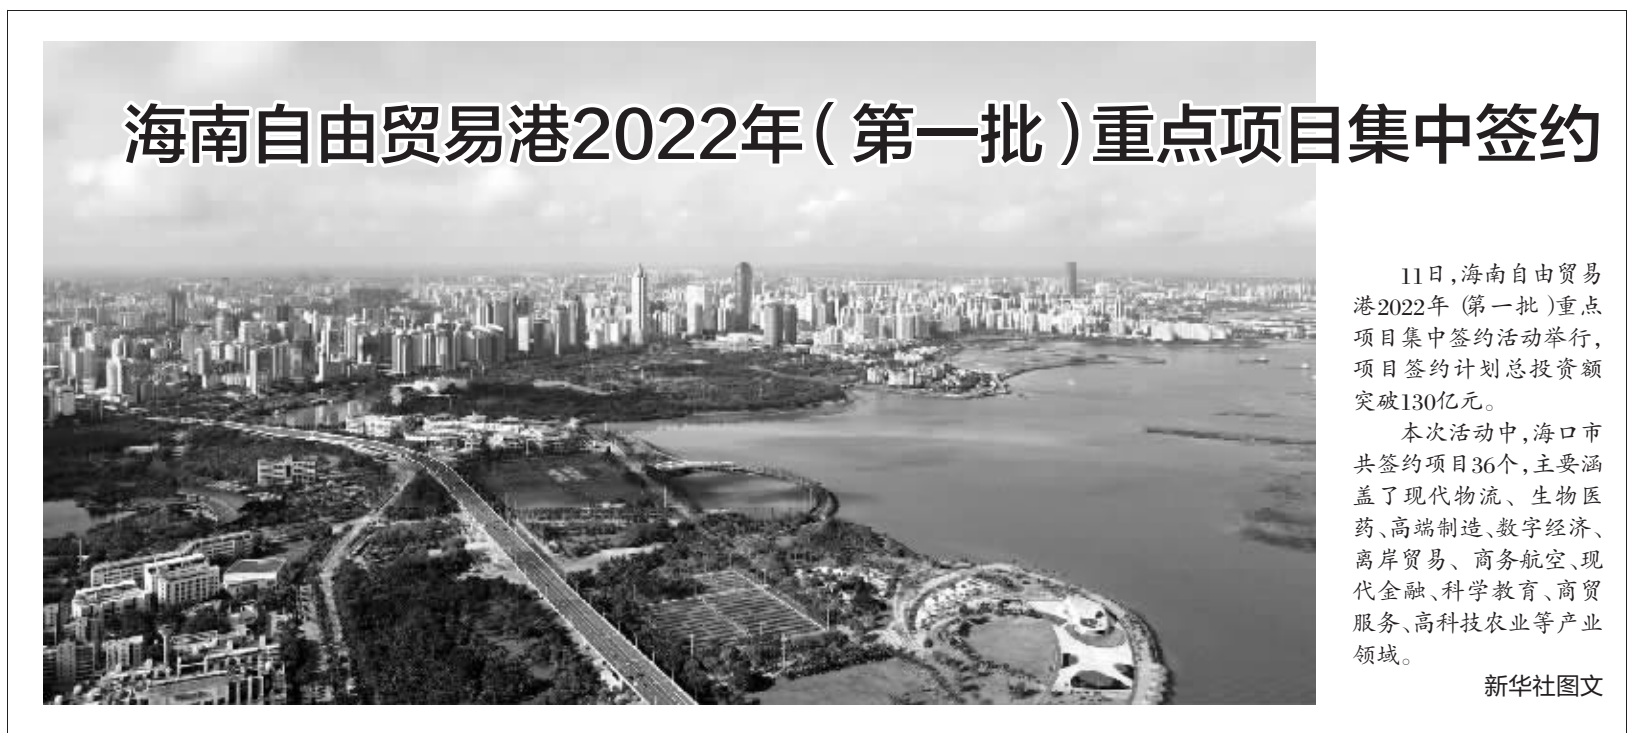 海南自由贸易港2022年（第一批）重点项目集中签约
11日，海南自由贸易
港2022年（第一批）重点
项目集中签约活动举行，
项目签约计划总投资额
突破130亿元。
本次活动中，海口市
共签约项目36个，主要涵
盖了现代物流、生物医
药、高端制造、数字经济、
离岸贸易、商务航空、现
代金融、科学教育、商贸
服务、高科技农业等产业
领域。
新华社图文